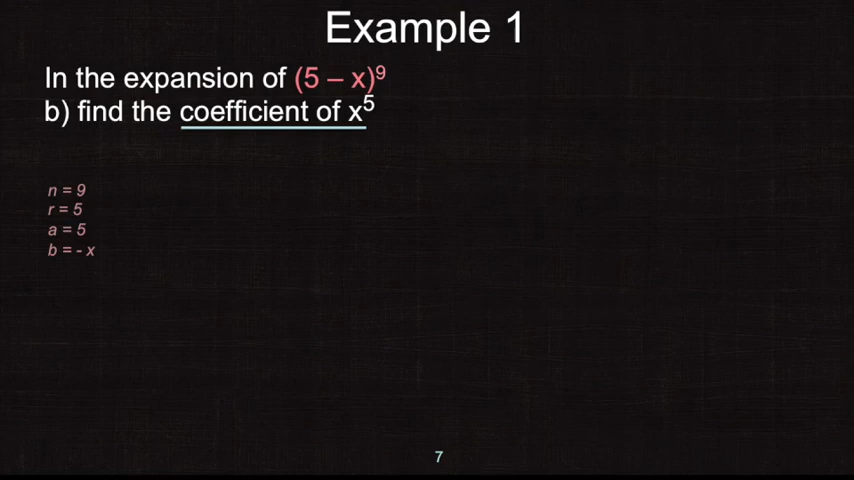 Example 1
In the expansion of (5 – x)⁹
b) find the coefficient of x⁵
n = 9
r = 5
a = 5
b = - x
7